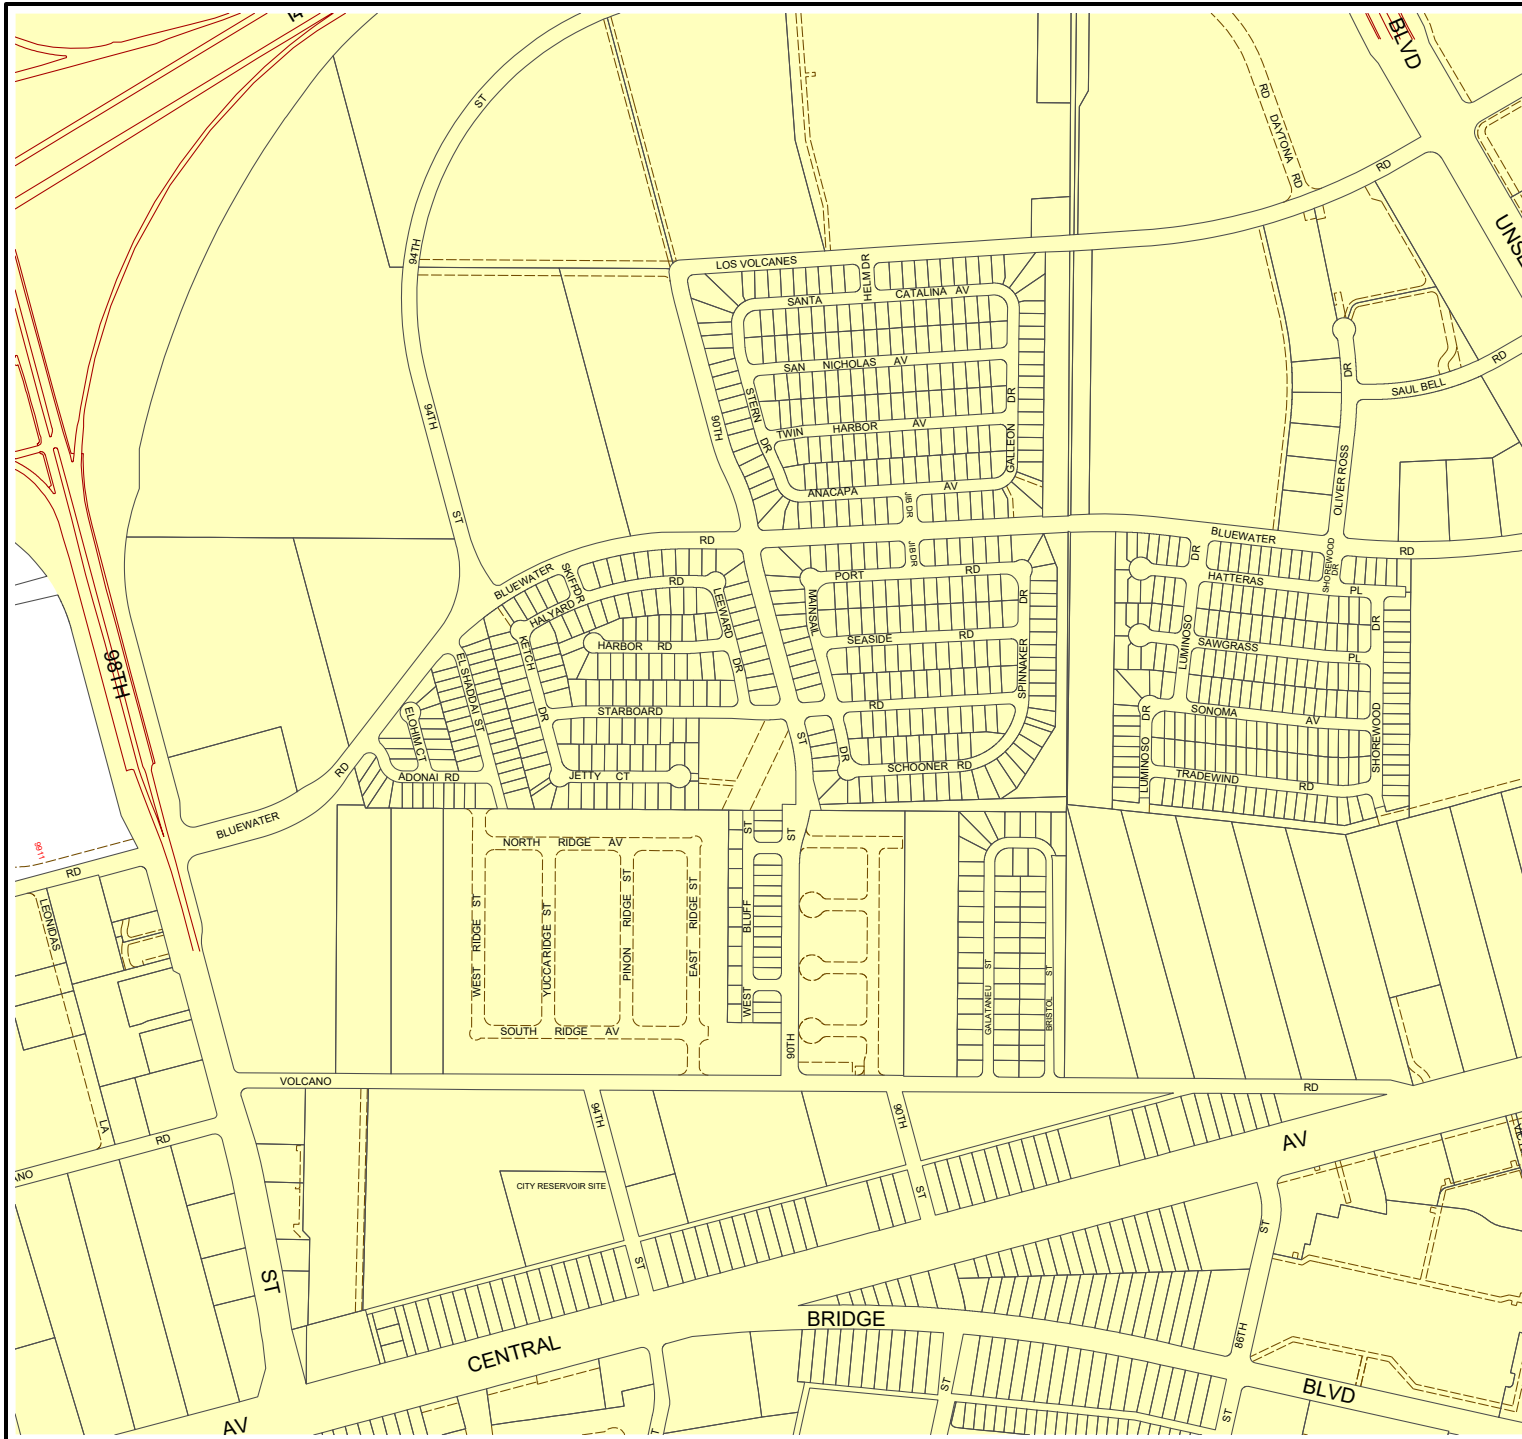 BLVD
ST
RD
DAYTONA
RD
RD
UNSE
94TH
LOS VOLCANES
HELM DR
SANTA
CATALINA AV
SAN NICHOLAS AV
DR
SAUL BELL
RD
94TH
90TH
STERN
DR
TWIN HARBOR AV
DR
GALLEON
OLIVER ROSS
ANACAPA
AV
JIB DR
ST
RD
BLUEWATER
RD
BLUEWATER
SKIFF DR
HALYARD
RD
LEEWARD
DR
PORT
RD
JIB DR
MAINSAIL
DR
DR
HATTERAS
PL
SHOREWOOD
DR
DR
KETCH
DR
HARBOR RD
SEASIDE
RD
SPINNAKER
LUMINOSO
SAWGRASS
PL
98TH
EL SHADDAI ST
ELOHIM CT
STARBOARD
RD
ST
DR
SCHOONER RD
DR
LUMINOSO
SONOMA
AV
SHOREWOOD
TRADEWIND
RD
RD
ADONAI RD
JETTY CT
BLUEWATER
9911
RD
LEONIDAS
LA
NORTH RIDGE AV
WEST RIDGE ST
YUCCA RIDGE ST
PINON RIDGE ST
EAST RIDGE ST
WEST BLUFF ST
ST
90TH
GALATANEU ST
BRISTOL ST
SOUTH RIDGE AV
VOLCANO
RD
94TH
ST
90TH
ST
AV
RD
ANO
CITY RESERVOIR SITE
ST
ST
86TH
BRIDGE
BLVD
CENTRAL
AV
ST
ST